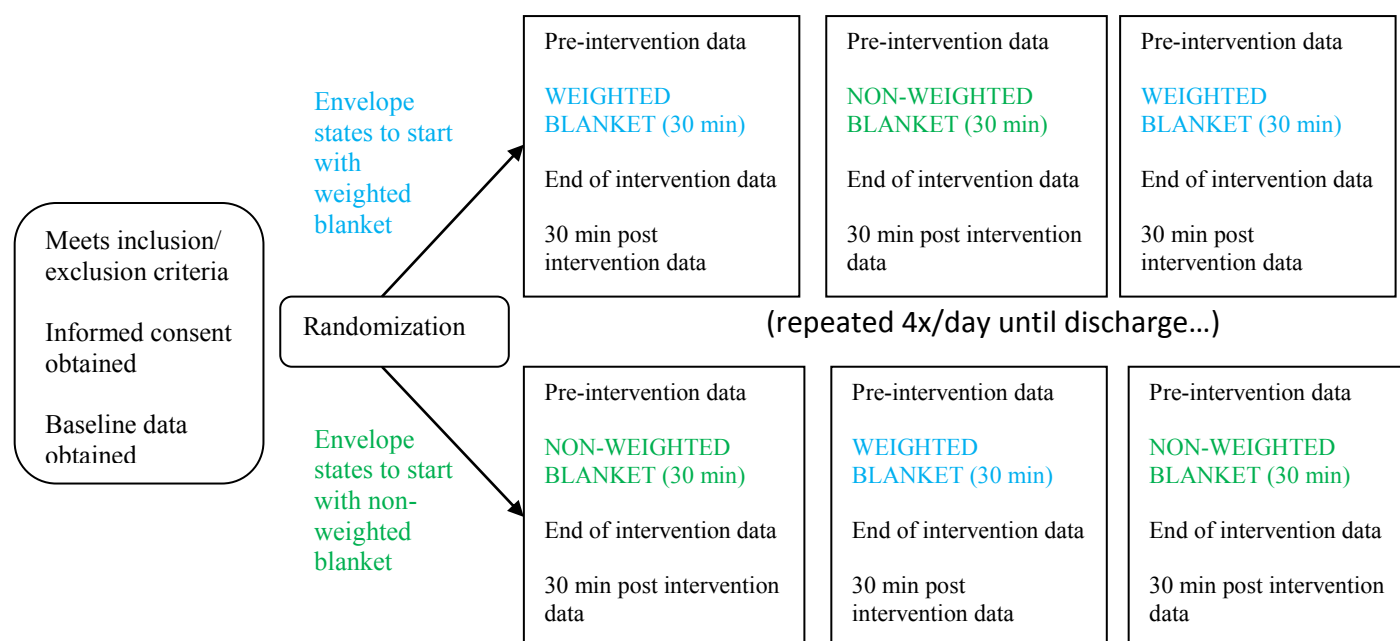 Meets inclusion/
exclusion criteria
Informed consent
obtained
Baseline data
obtained
Envelope
states to start
with
weighted
blanket
Randomization
Envelope
states to start
with non-
weighted
blanket
Pre-intervention data
WEIGHTED
BLANKET (30 min)
End of intervention data
30 min post
intervention data
Pre-intervention data
NON-WEIGHTED
BLANKET (30 min)
End of intervention data
30 min post intervention
data
Pre-intervention data
WEIGHTED
BLANKET (30 min)
End of intervention data
30 min post
intervention data
(repeated 4x/day until discharge…)
Pre-intervention data
NON-WEIGHTED
BLANKET (30 min)
End of intervention data
30 min post intervention
data
Pre-intervention data
WEIGHTED
BLANKET (30 min)
End of intervention data
30 min post
intervention data
Pre-intervention data
NON-WEIGHTED
BLANKET (30 min)
End of intervention data
30 min post intervention
data